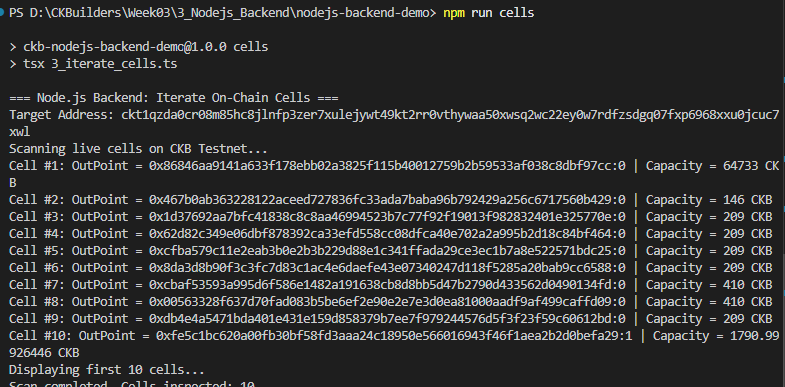 PS D:\CKBuilders\Week03\3_Nodejs_Backend\nodejs-backend-demo> npm run cells
> ckb-nodejs-backend-demo@1.0.0 cells
> tsx 3_iterate_cells.ts
=== Node.js Backend: Iterate On-Chain Cells ===
Target Address: ckt1qzda0cr08m85hc8jlnfp3zer7xulejywt49kt2rr0vthywaa50xwsq2wc22ey0w7rdfzsdgq07fxp6968xxu0jcuc7
xwl
Scanning live cells on CKB Testnet...
Cell #1: OutPoint = 0x86846aa9141a633f178ebb02a3825f115b40012759b2b59533af038c8dbf97cc:0 | Capacity = 64733 CK
B
Cell #2: OutPoint = 0x467b0ab363228122aceed727836fc33ada7baba96b792429a256c6717560b429:0 | Capacity = 146 CKB
Cell #3: OutPoint = 0x1d37692aa7bfc41838c8c8aa46994523b7c77f92f19013f982832401e325770e:0 | Capacity = 209 CKB
Cell #4: OutPoint = 0x62d82c349e06dbf878392ca33efd558cc08dfca40e702a2a995b2d18c84bf464:0 | Capacity = 209 CKB
Cell #5: OutPoint = 0xcfba579c11e2eab3b0e2b3b229d88e1c341ffada29ce3ec1b7a8e522571bdc25:0 | Capacity = 209 CKB
Cell #6: OutPoint = 0x8da3d8b90f3c3fc7d83c1ac4e6daefe43e07340247d118f5285a20bab9cc6588:0 | Capacity = 209 CKB
Cell #7: OutPoint = 0xcbaf53593a995d6f586e1482a191638cb8d8bb5d47b2790d433562d0490134fd:0 | Capacity = 410 CKB
Cell #8: OutPoint = 0x00563328f637d70fad083b5be6ef2e90e2e7e3d0ea81000aadf9af499caffd09:0 | Capacity = 410 CKB
Cell #9: OutPoint = 0xdb4e4a5471bda401e431e159d858379b7ee7f979244576d5f3f23f59c60612bd:0 | Capacity = 209 CKB
Cell #10: OutPoint = 0xfe5c1bc620a00fb30bf58fd3aaa24c18950e566016943f46f1aea2b2d0befa29:1 | Capacity = 1790.99
926446 CKB
Displaying first 10 cells...
Scan completed. Cells inspected: 10